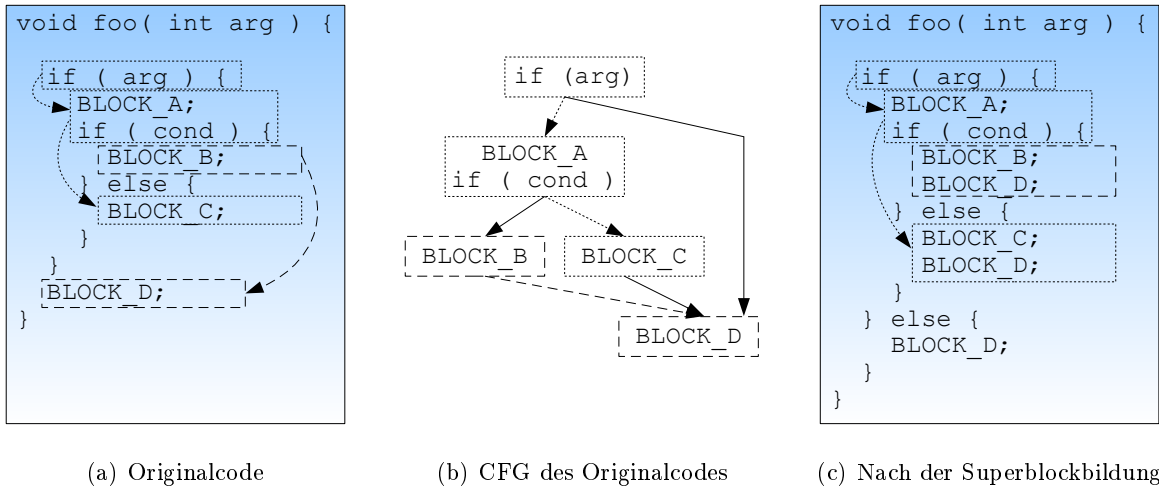 void foo( int arg ) {
if ( arg ) {
BLOCK_A;
if ( cond ) {
BLOCK_B;
} else {
BLOCK_C;
}
}
BLOCK_D;
}
(a) Originalcode
if (arg)
BLOCK_A
if ( cond )
BLOCK_B
BLOCK_C
BLOCK_D
(b) CFG des Originalcodes
void foo( int arg ) {
if ( arg ) {
BLOCK_A;
if ( cond ) {
BLOCK_B;
BLOCK_D;
} else {
BLOCK_C;
BLOCK_D;
}
} else {
BLOCK_D;
}
}
(c) Nach der Superblockbildung